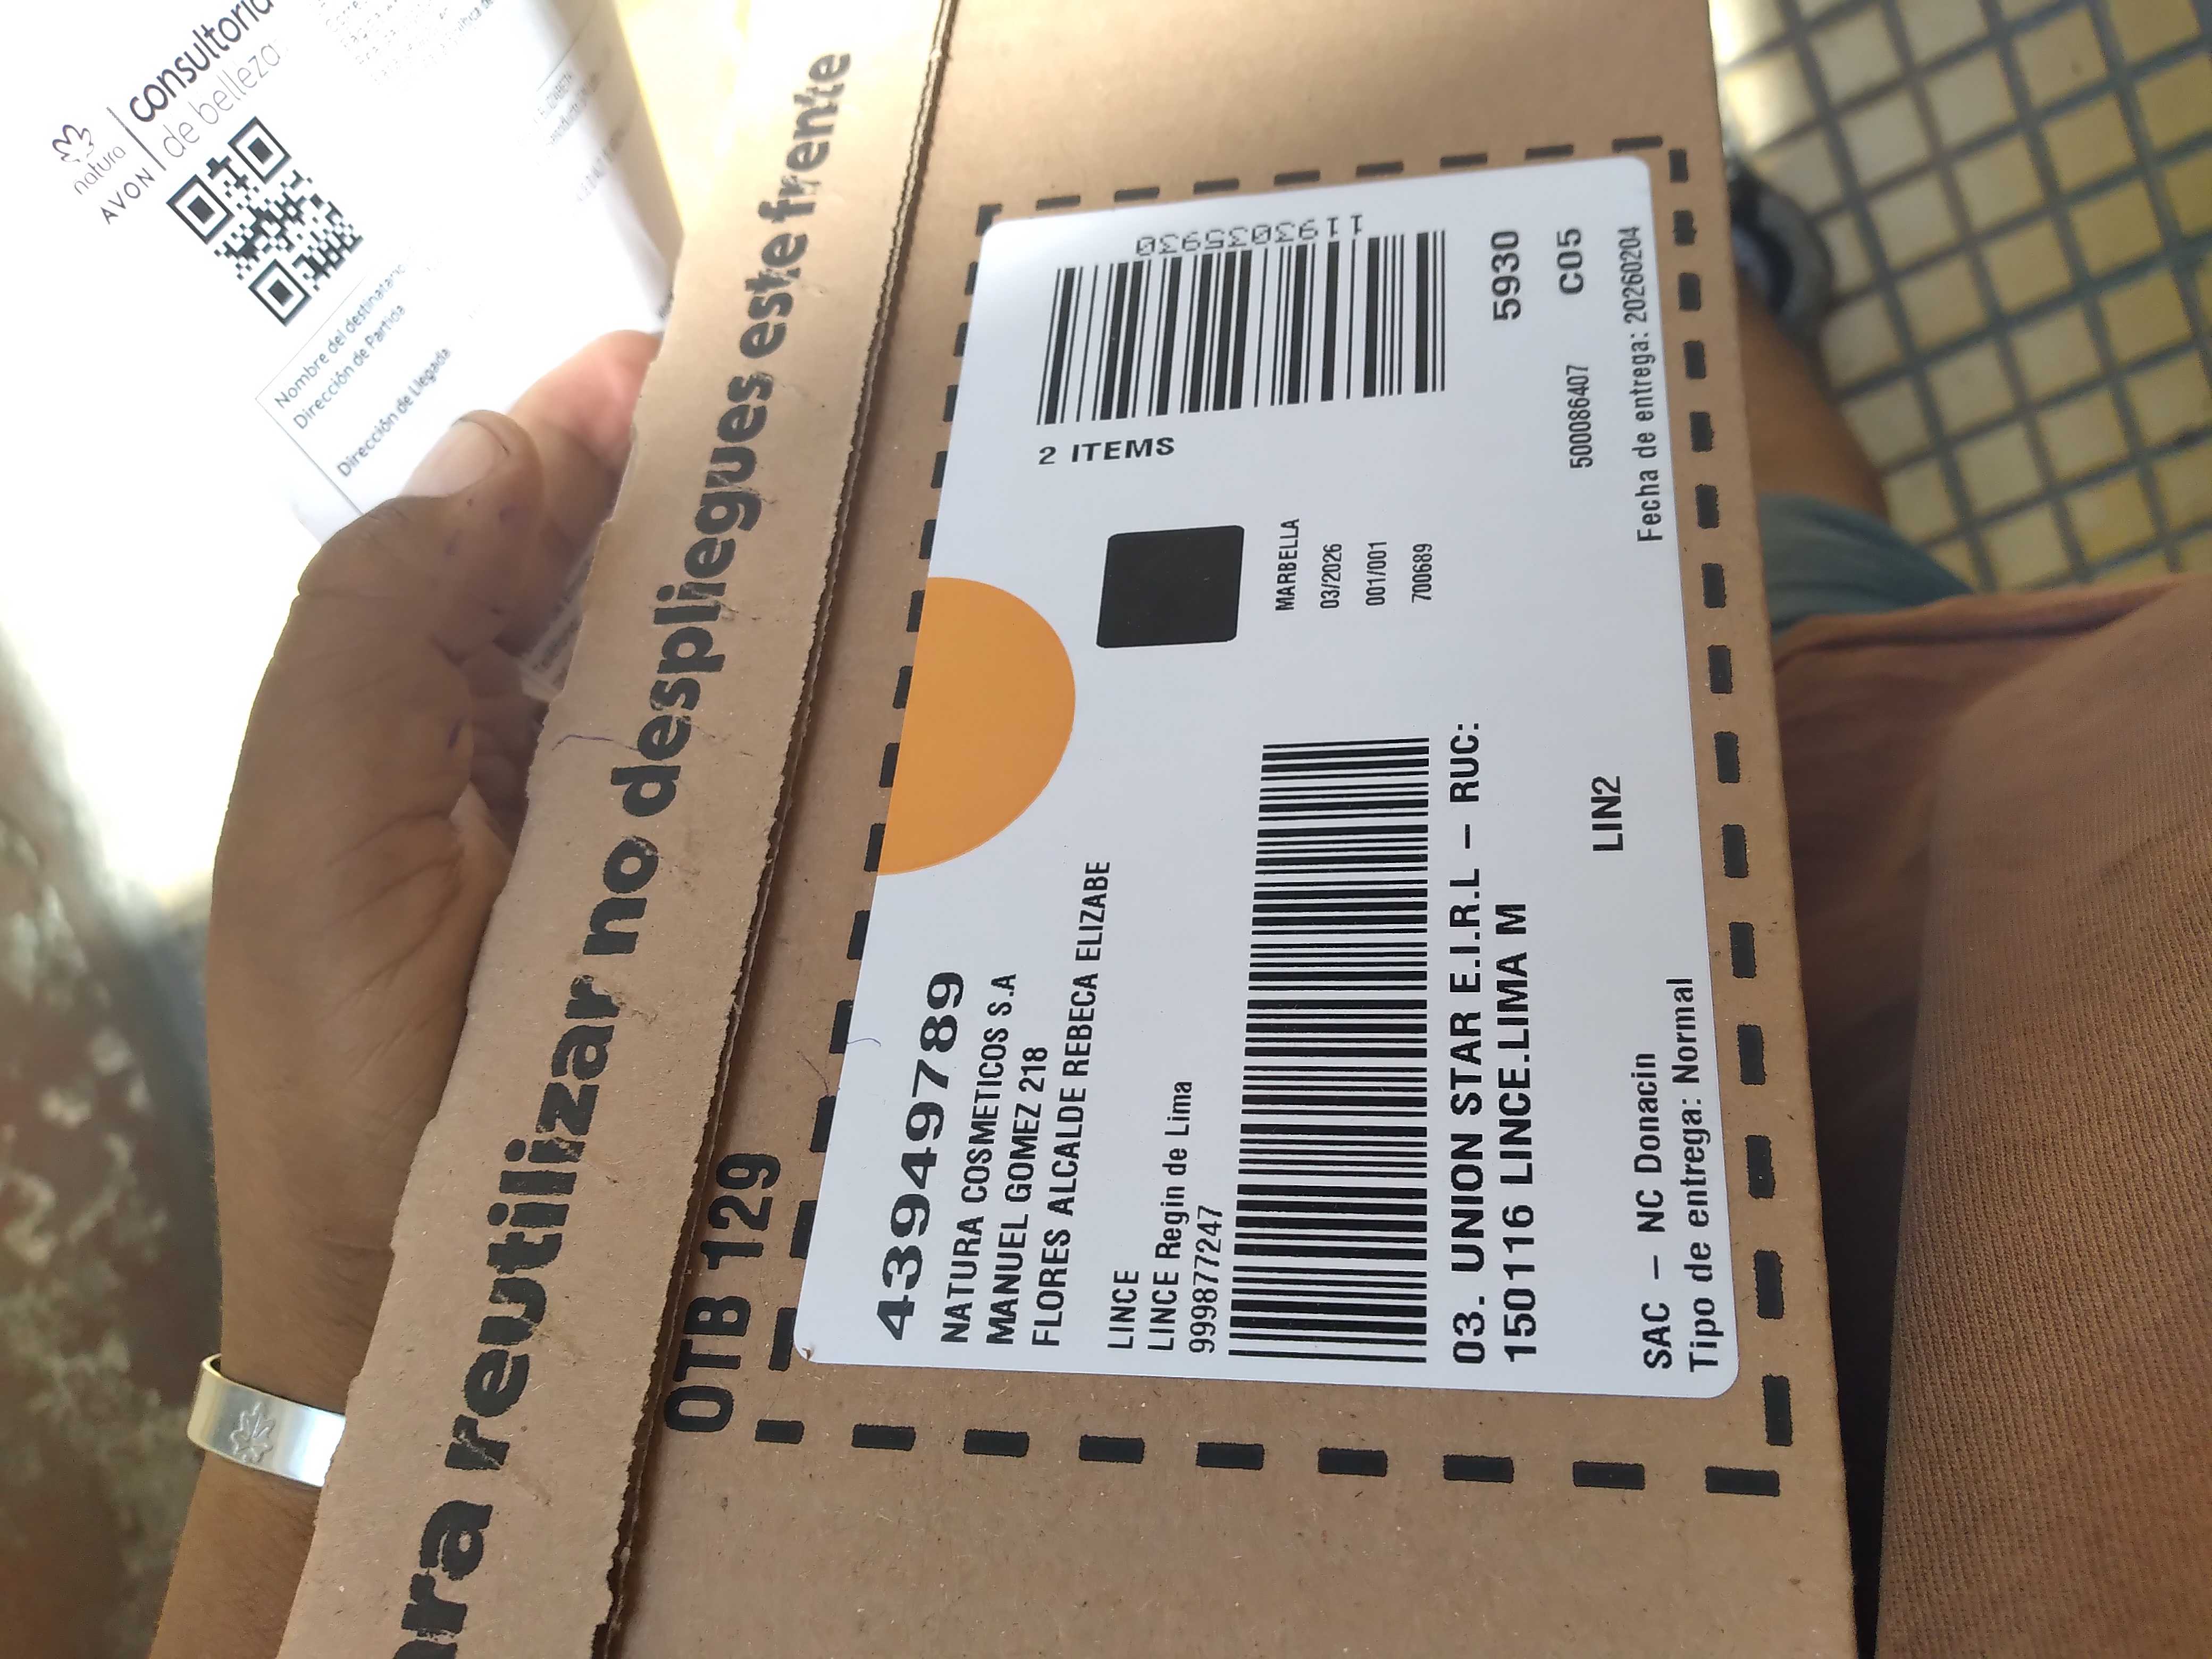 natura
AVON
consultoría
de belleza
Nombre del destinatario
Dirección de Partida
Dirección de Llegada
ara reutilizar no despliegues este frente
OTB 129
43949789
NATURA COSMETICOS S.A
MANUEL GOMEZ 218
FLORES ALCALDE REBECA ELIZABE
LINCE
LINCE Regin de Lima
999877247
03. UNION STAR E.I.R.L – RUC:
150116 LINCE.LIMA M
LIN2
SAC – NC Donacin
Tipo de entrega: Normal
11930035930
2 ITEMS
MARBELLA
03/2026
001/001
700689
5930
500086407 C05
Fecha de entrega: 20260204